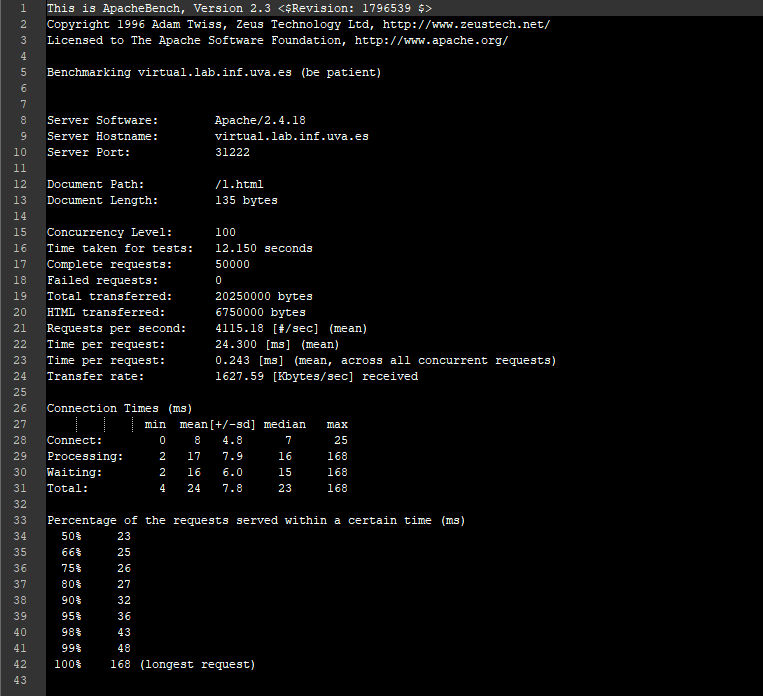 1 This is ApacheBench, Version 2.3 <$Revision: 1796539 $>
2 Copyright 1996 Adam Twiss, Zeus Technology Ltd, http://www.zeustech.net/
3 Licensed to The Apache Software Foundation, http://www.apache.org/
4
5 Benchmarking virtual.lab.inf.uva.es (be patient)
6
7
8 Server Software:        Apache/2.4.18
9 Server Hostname:        virtual.lab.inf.uva.es
10 Server Port:            31222
11
12 Document Path:          /1.html
13 Document Length:        135 bytes
14
15 Concurrency Level:      100
16 Time taken for tests:   12.150 seconds
17 Complete requests:      50000
18 Failed requests:        0
19 Total transferred:      20250000 bytes
20 HTML transferred:       6750000 bytes
21 Requests per second:    4115.18 [#/sec] (mean)
22 Time per request:       24.300 [ms] (mean)
23 Time per request:       0.243 [ms] (mean, across all concurrent requests)
24 Transfer rate:          1627.59 [Kbytes/sec] received
25
26 Connection Times (ms)
27               min  mean[+/-sd] median   max
28 Connect:        0    8   4.8      7      25
29 Processing:     2   17   7.9     16     168
30 Waiting:        2   16   6.0     15     168
31 Total:          4   24   7.8     23     168
32
33 Percentage of the requests served within a certain time (ms)
34   50%     23
35   66%     25
36   75%     26
37   80%     27
38   90%     32
39   95%     36
40   98%     43
41   99%     48
42  100%    168 (longest request)
43